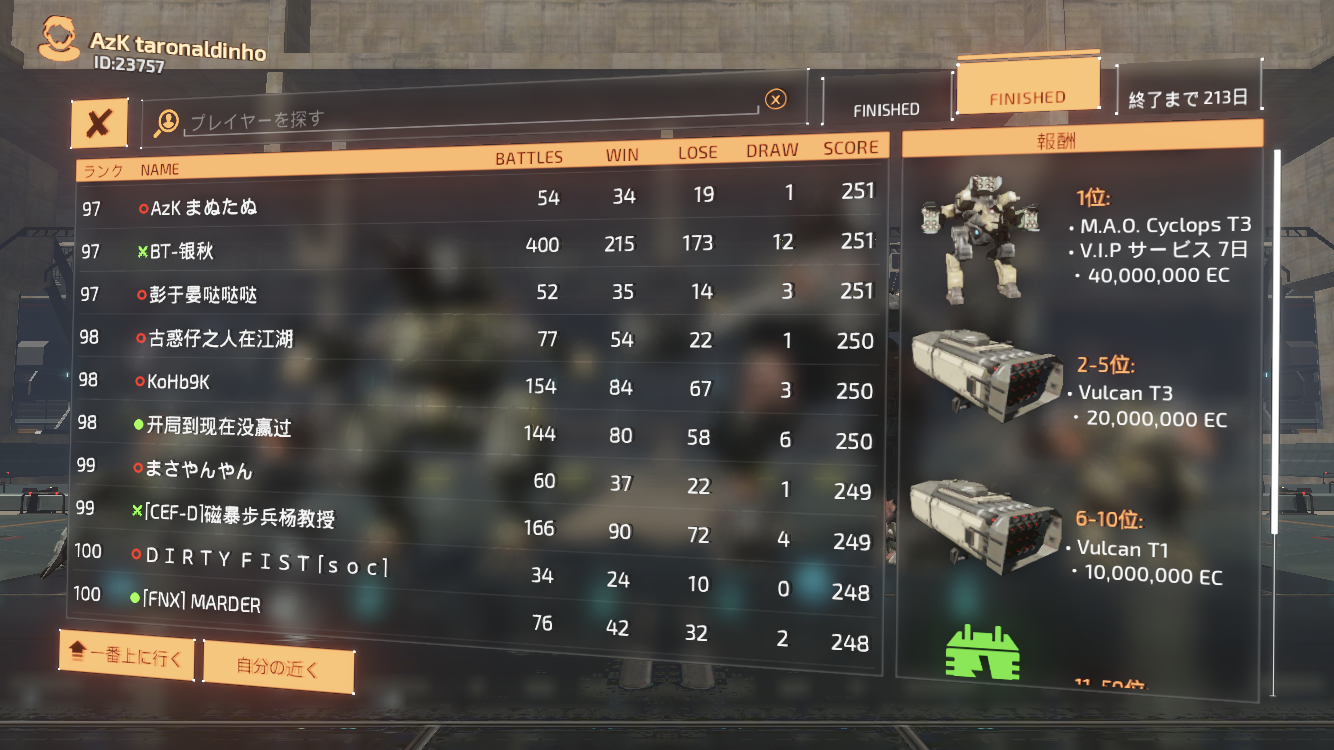 AzK taronaldinho
ID:23757
プレイヤーを探す
FINISHED
FINISHED
終了まで 213日
ランク NAME BATTLES WIN LOSE DRAW SCORE
97 AzK まぬたぬ 54 34 19 1 251
97 BT-银秋 400 215 173 12 251
97 彭于晏哒哒哒 52 35 14 3 251
98 古惑仔之人在江湖 77 54 22 1 250
98 KoHb9K 154 84 67 3 250
98 开局到现在没赢过 144 80 58 6 250
99 まさやんやん 60 37 22 1 249
99 [CEF-D]磁暴步兵杨教授 166 90 72 4 249
100 ＤＩＲＴＹ ＦＩＳＴ[ｓｏｃ] 34 24 10 0 248
100 [FNX] MARDER 76 42 32 2 248
一番上に行く
自分の近く
報酬
1位:
• M.A.O. Cyclops T3
• V.I.P サービス 7日
• 40,000,000 EC
2-5位:
• Vulcan T3
• 20,000,000 EC
6-10位:
• Vulcan T1
• 10,000,000 EC
11-50位: